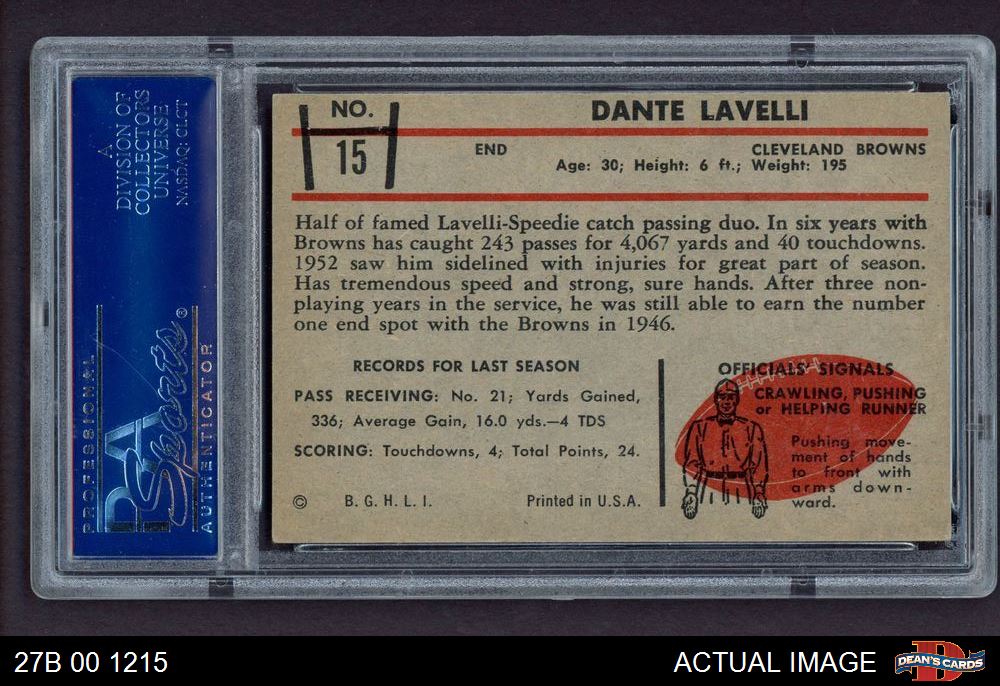 A
DIVISION OF
COLLECTORS
UNIVERSE
NASDAQ: CLCT
PROFESSIONAL
PSA
Sports®
AUTHENTICATOR
NO.
15
DANTE LAVELLI
END
CLEVELAND BROWNS
Age: 30; Height: 6 ft.; Weight: 195
Half of famed Lavelli-Speedie catch passing duo. In six years with
Browns has caught 243 passes for 4,067 yards and 40 touchdowns.
1952 saw him sidelined with injuries for great part of season.
Has tremendous speed and strong, sure hands. After three non-
playing years in the service, he was still able to earn the number
one end spot with the Browns in 1946.
RECORDS FOR LAST SEASON
PASS RECEIVING: No. 21; Yards Gained,
336; Average Gain, 16.0 yds.—4 TDS
SCORING: Touchdowns, 4; Total Points, 24.
© B. G. H. L. I. Printed in U.S.A.
OFFICIALS' SIGNALS
CRAWLING, PUSHING
or HELPING RUNNER
Pushing move-
ment of hands
to front with
arms down-
ward.
27B 00 1215
ACTUAL IMAGE
D
DEAN'S CARDS